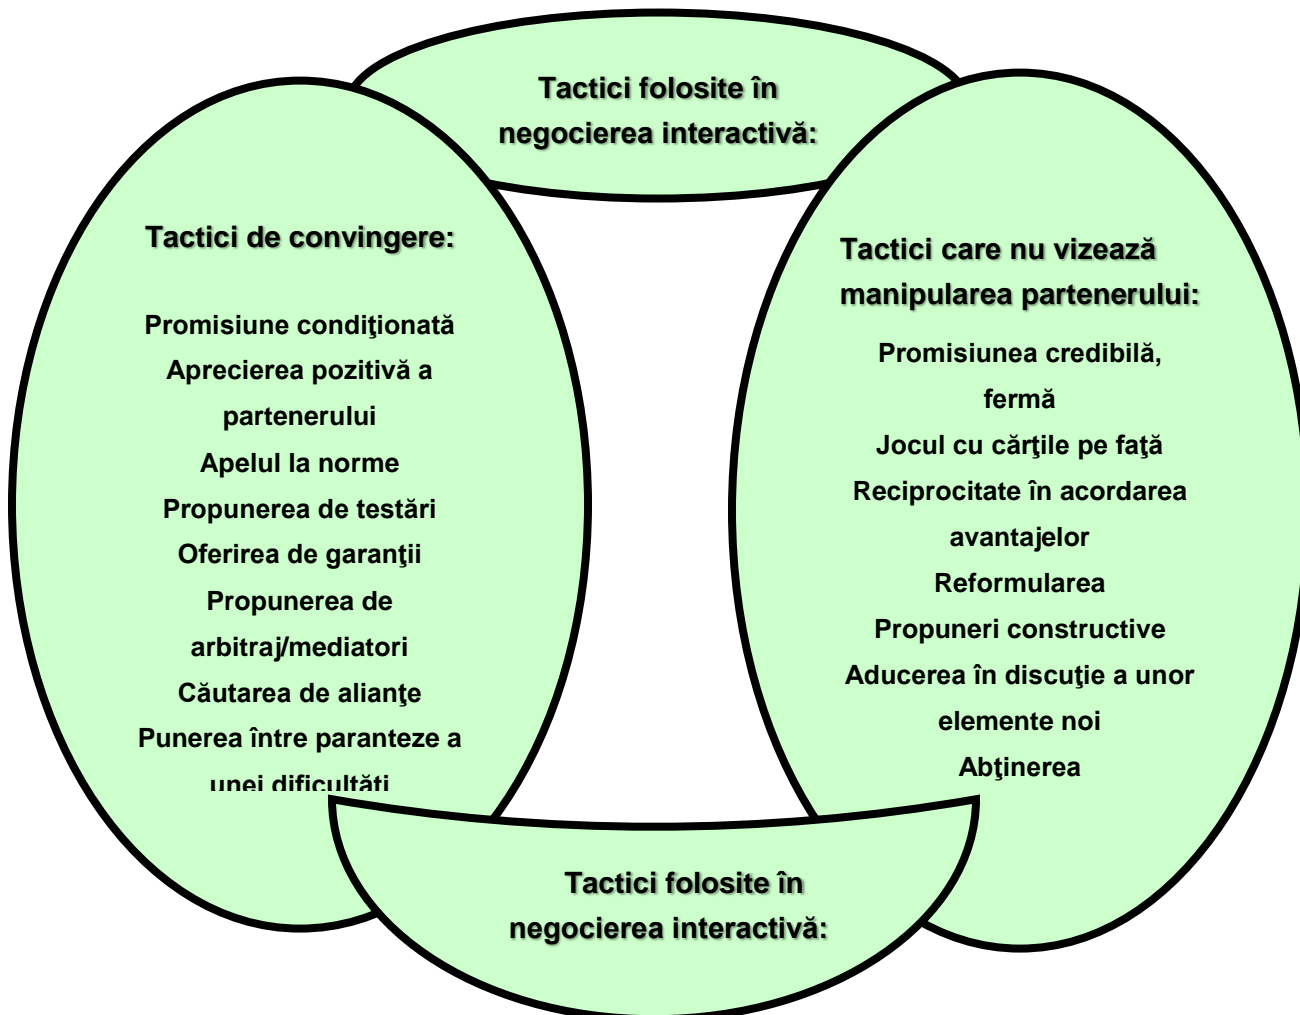 Tactici folosite în
negocierea interactivă:
Tactici de convingere:
Promisiune condiţionată
Aprecierea pozitivă a
partenerului
Apelul la norme
Propunerea de testări
Oferirea de garanţii
Propunerea de
arbitraj/mediatori
Căutarea de alianţe
Punerea între paranteze a
unei dificultăţi
Tactici care nu vizează
manipularea partenerului:
Promisiunea credibilă,
fermă
Jocul cu cărţile pe faţă
Reciprocitate în acordarea
avantajelor
Reformularea
Propuneri constructive
Aducerea în discuţie a unor
elemente noi
Abţinerea
Tactici folosite în
negocierea interactivă: